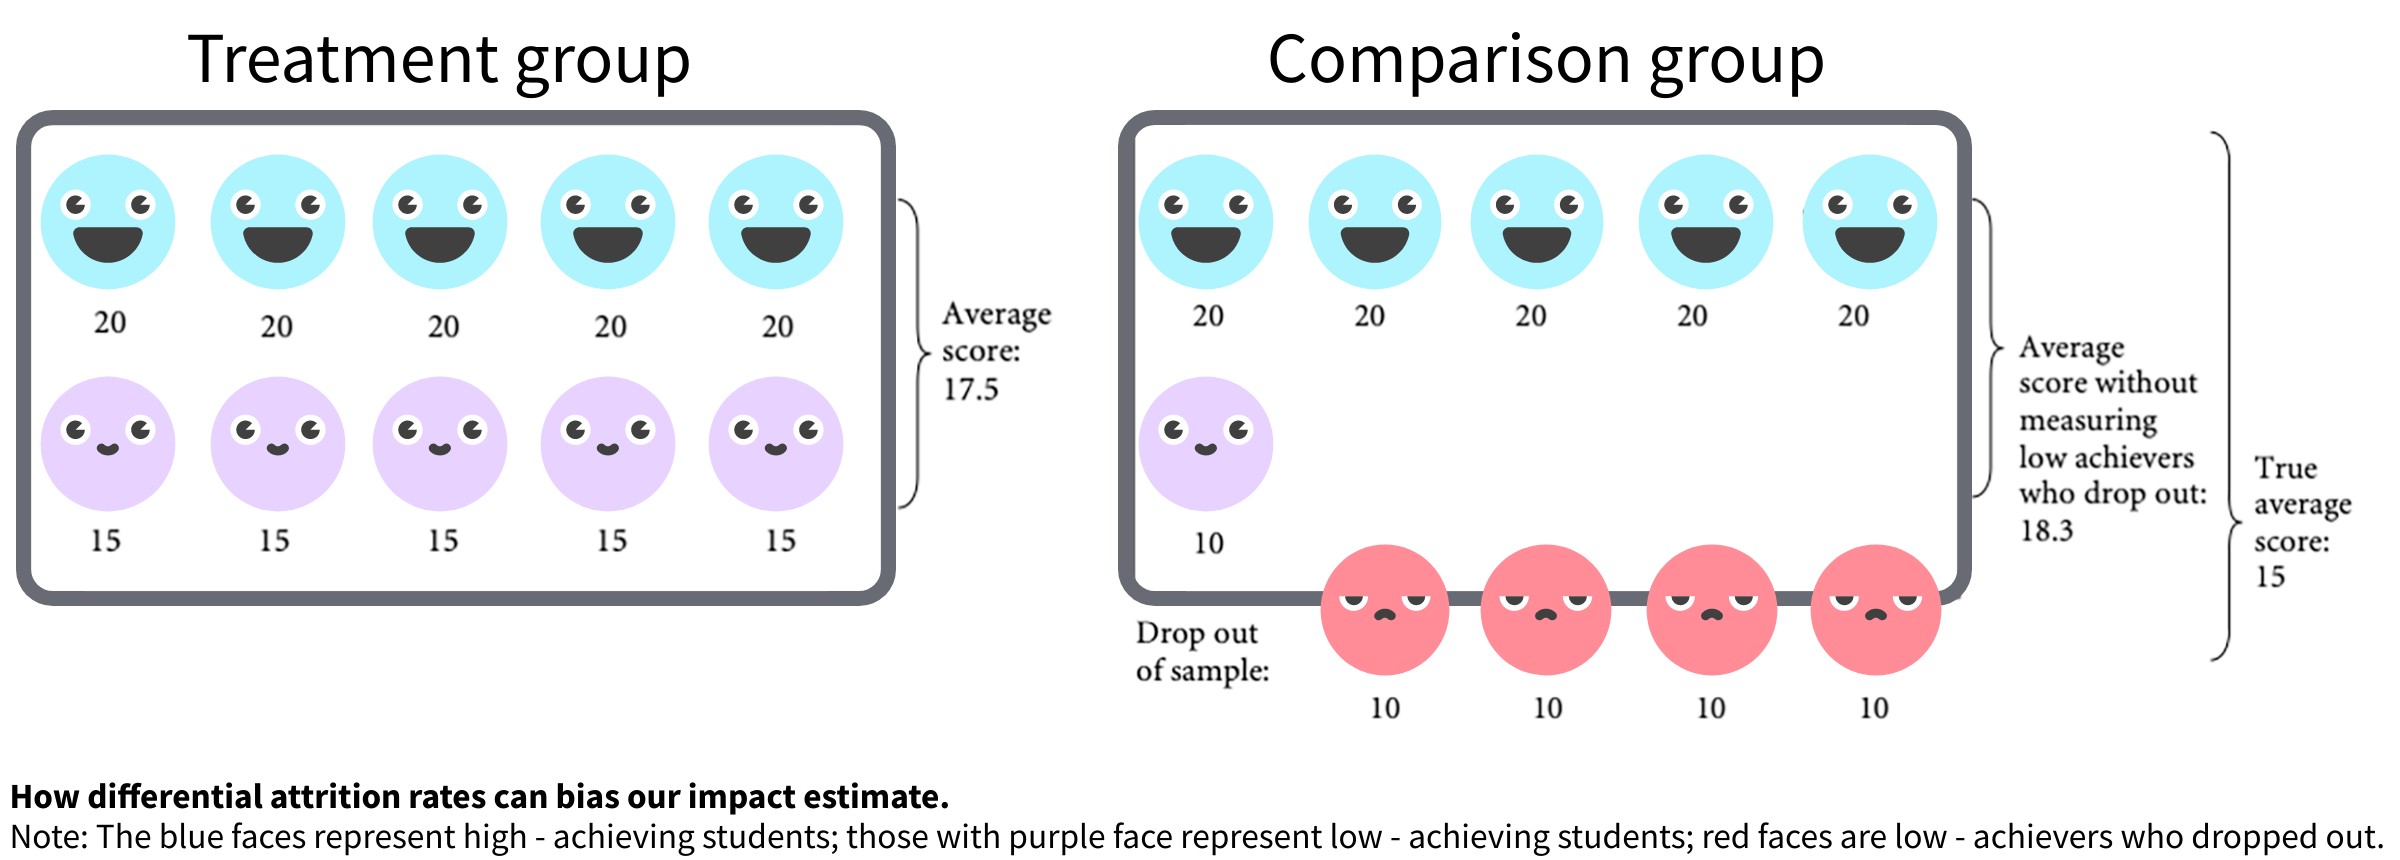 Treatment group
20 20 20 20 20
15 15 15 15 15
Average
score:
17.5
Comparison group
20 20 20 20 20
10
Drop out
of sample:
10 10 10 10
Average
score without
measuring
low achievers
who drop out:
18.3
True
average
score:
15
How differential attrition rates can bias our impact estimate.
Note: The blue faces represent high - achieving students; those with purple face represent low - achieving students; red faces are low - achievers who dropped out.